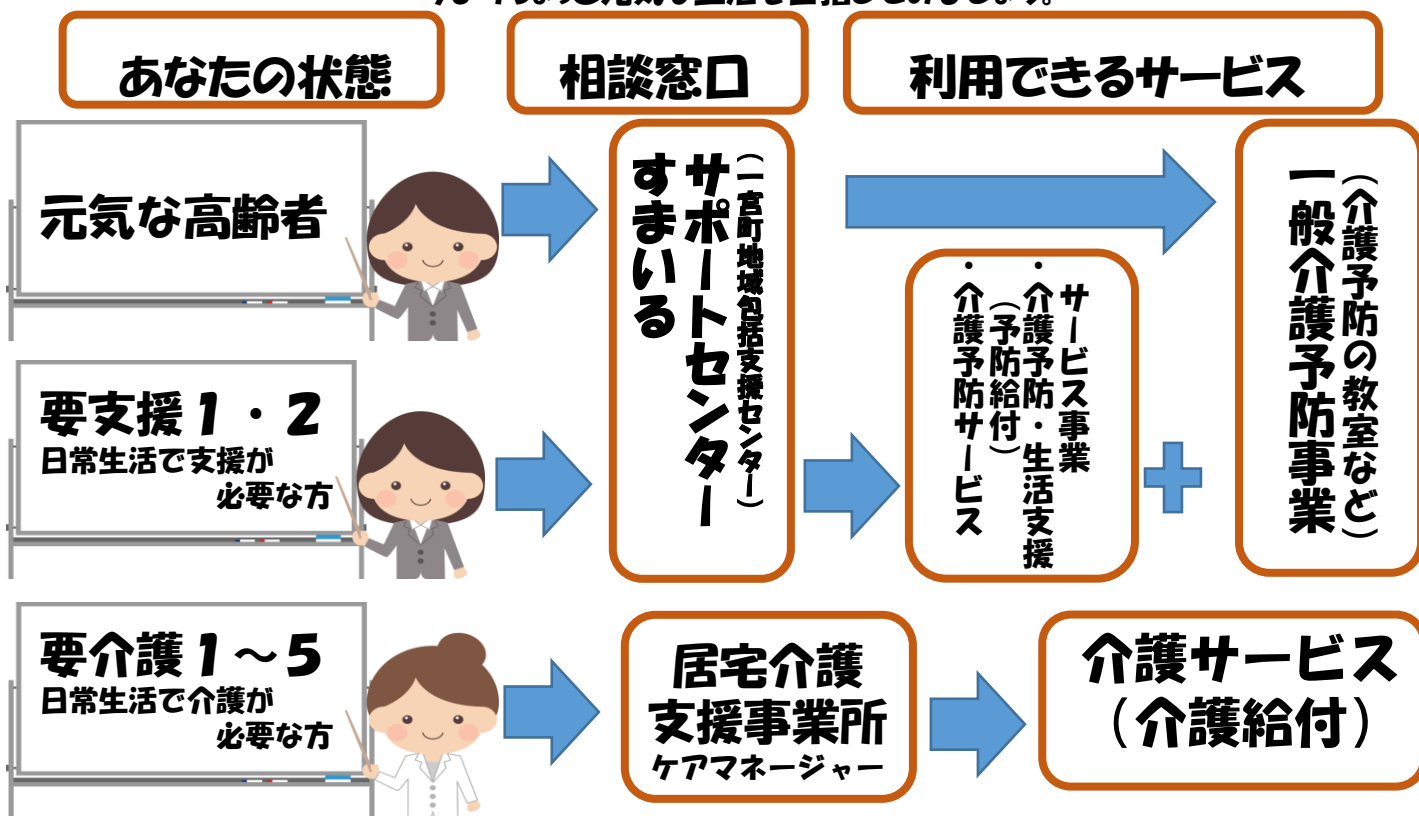 あなたの状態
相談窓口
利用できるサービス
元気な高齢者
要支援1・2
日常生活で支援が
必要な方
要介護1～5
日常生活で介護が
必要な方
（一宮町地域包括支援センター）
サポートセンター
すまいる
居宅介護
支援事業所
ケアマネージャー
サービス事業
・介護予防・生活支援
（予防給付）
・介護予防サービス
（介護予防の教室など）
一般介護予防事業
介護サービス
（介護給付）